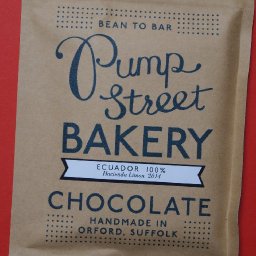 BEAN TO BAR
Pump
Street
BAKERY
ECUADOR 100%
Hacienda Limon 2014
CHOCOLATE
HANDMADE IN
ORFORD, SUFFOLK